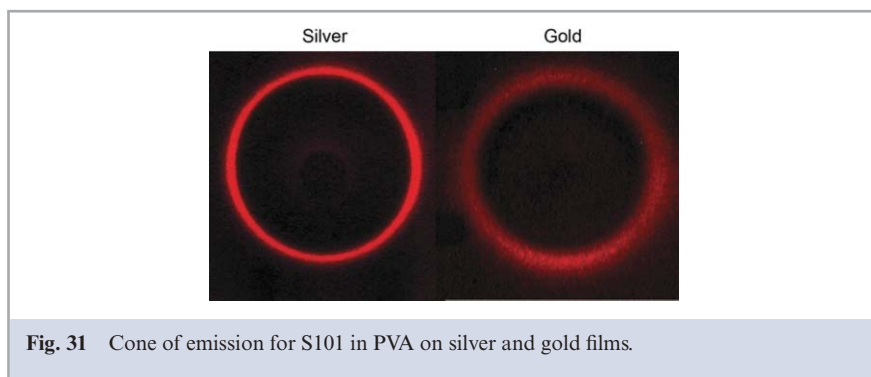 Silver Gold
Fig. 31 Cone of emission for S101 in PVA on silver and gold films.